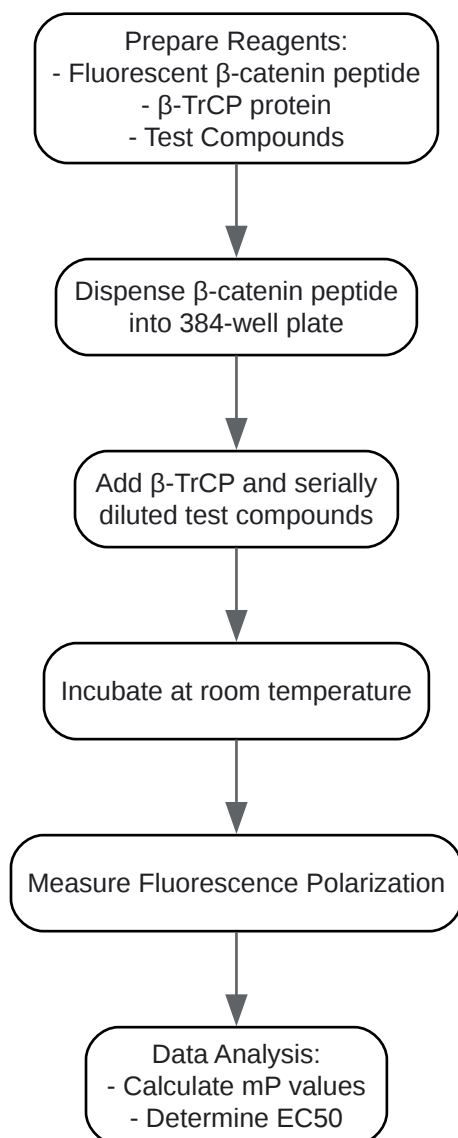 Prepare Reagents:
- Fluorescent β-catenin peptide
- β-TrCP protein
- Test Compounds
Dispense β-catenin peptide
into 384-well plate
Add β-TrCP and serially
diluted test compounds
Incubate at room temperature
Measure Fluorescence Polarization
Data Analysis:
- Calculate mP values
- Determine EC50